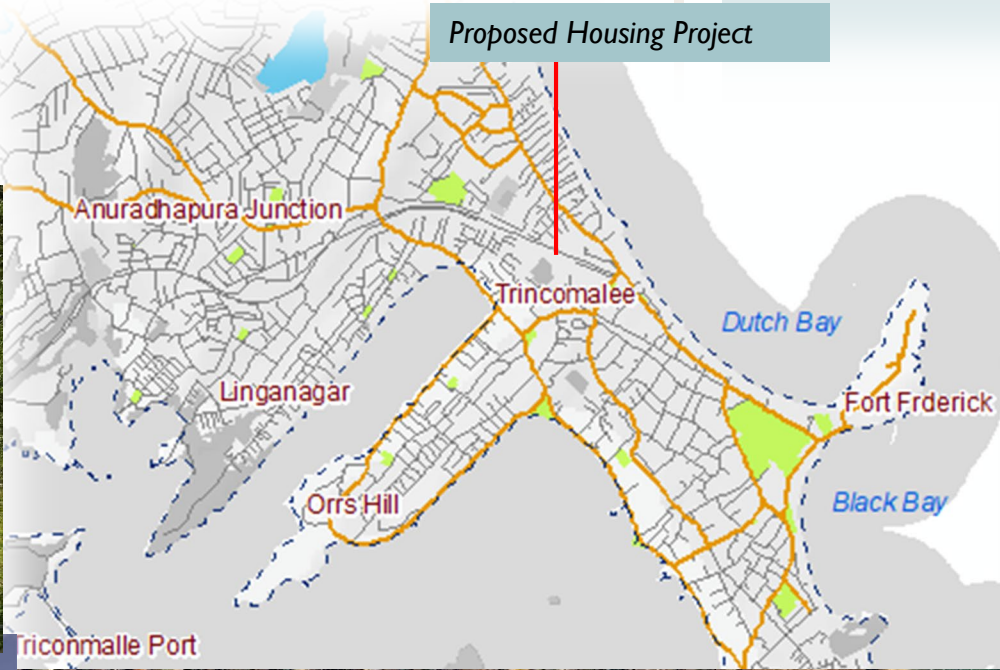 Proposed Housing Project
Anuradhapura Junction
Trincomalee
Dutch Bay
Linganagar
Fort Frderick
Orrs Hill
Black Bay
Triconmalle Port